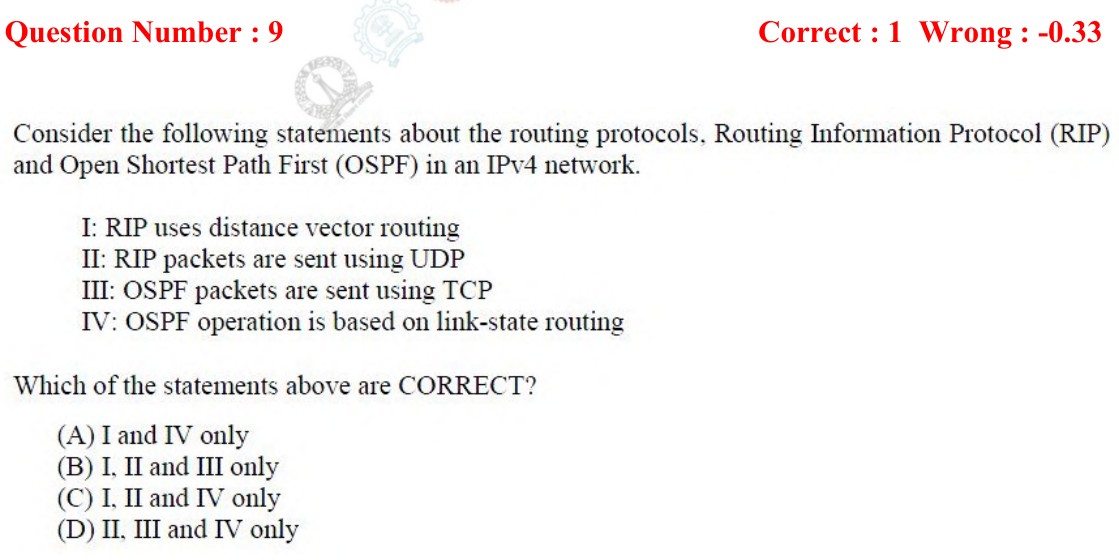 Question Number : 9 Correct : 1 Wrong : -0.33
Consider the following statements about the routing protocols, Routing Information Protocol (RIP)
and Open Shortest Path First (OSPF) in an IPv4 network.
I: RIP uses distance vector routing
II: RIP packets are sent using UDP
III: OSPF packets are sent using TCP
IV: OSPF operation is based on link-state routing
Which of the statements above are CORRECT?
(A) I and IV only
(B) I, II and III only
(C) I, II and IV only
(D) II, III and IV only